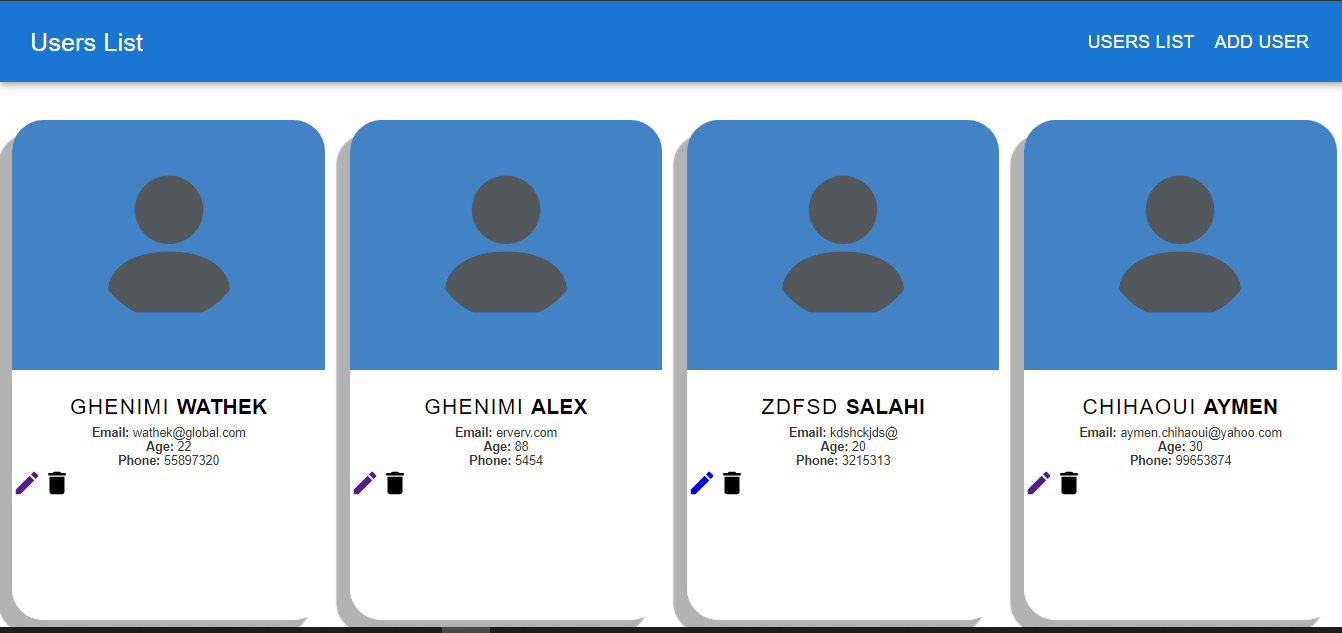 Users List
USERS LIST
ADD USER
GHENIMI WATHEK
Email: wathek@global.com
Age: 22
Phone: 55897320
GHENIMI ALEX
Email: erverv.com
Age: 88
Phone: 5454
ZDFSD SALAHI
Email: kdshckjds@
Age: 20
Phone: 3215313
CHIHAOUI AYMEN
Email: aymen.chihaoui@yahoo.com
Age: 30
Phone: 99653874